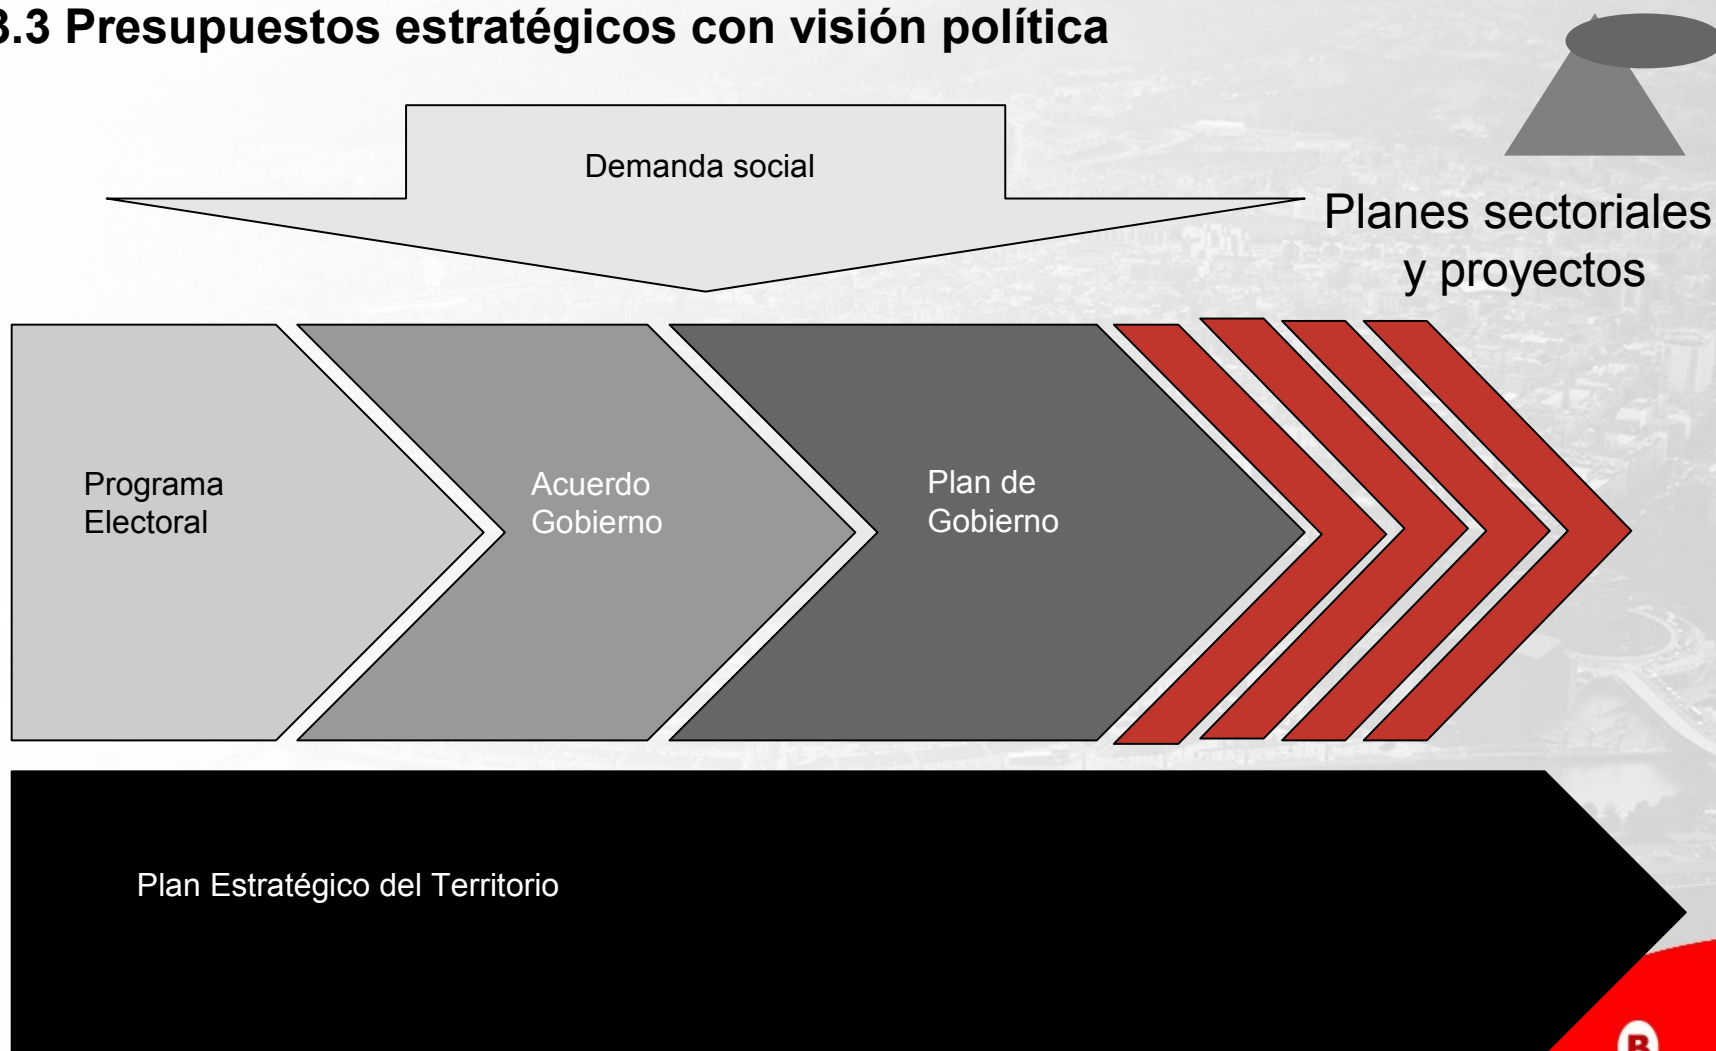 3.3 Presupuestos estratégicos con visión política
Demanda social
Planes sectoriales
y proyectos
Programa
Electoral
Acuerdo
Gobierno
Plan de
Gobierno
Plan Estratégico del Territorio
B